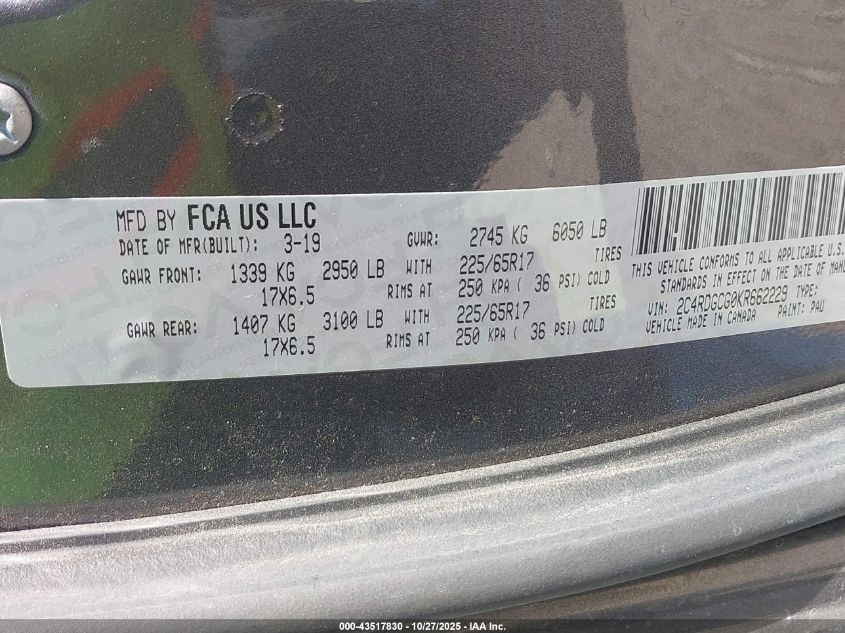 MFD BY FCA US LLC
DATE OF MFR(BUILT): 3-19 GVWR: 2745 KG 6050 LB
GAWR FRONT: 1339 KG 2950 LB WITH 225/65R17 TIRES
17X6.5 RIMS AT 250 KPA ( 36 PSI) COLD
GAWR REAR: 1407 KG 3100 LB WITH 225/65R17 TIRES
17X6.5 RIMS AT 250 KPA ( 36 PSI) COLD
THIS VEHICLE CONFORMS TO ALL APPLICABLE U.S.
STANDARDS IN EFFECT ON THE DATE OF MANU
VIN: 2C4RDGCG0KR662229 TYPE:
VEHICLE MADE IN CANADA PAINT: PAU
000-43517830 - 10/27/2025 - IAA Inc.